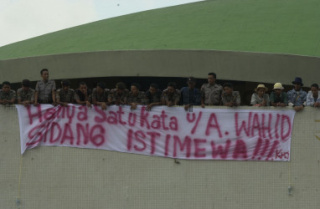 Hanya Satu Kata u/ A. WAHID
SIDANG ISTIMEWA!!!